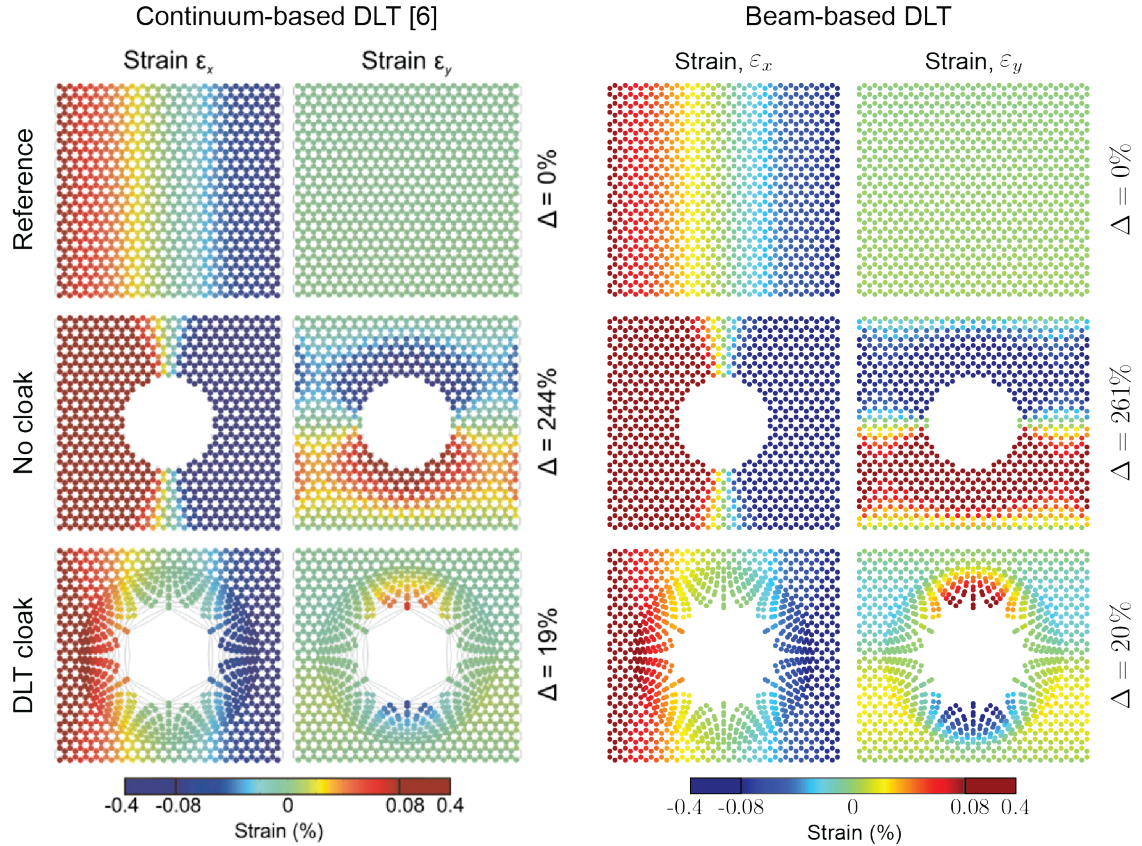 Continuum-based DLT [6]
Beam-based DLT
Strain εx
Strain εy
Strain, εx
Strain, εy
Reference
Δ = 0%
Δ = 0%
No cloak
Δ = 244%
Δ = 261%
DLT cloak
Δ = 19%
Δ = 20%
-0.4 -0.08 0 0.08 0.4
Strain (%)
-0.4 -0.08 0 0.08 0.4
Strain (%)